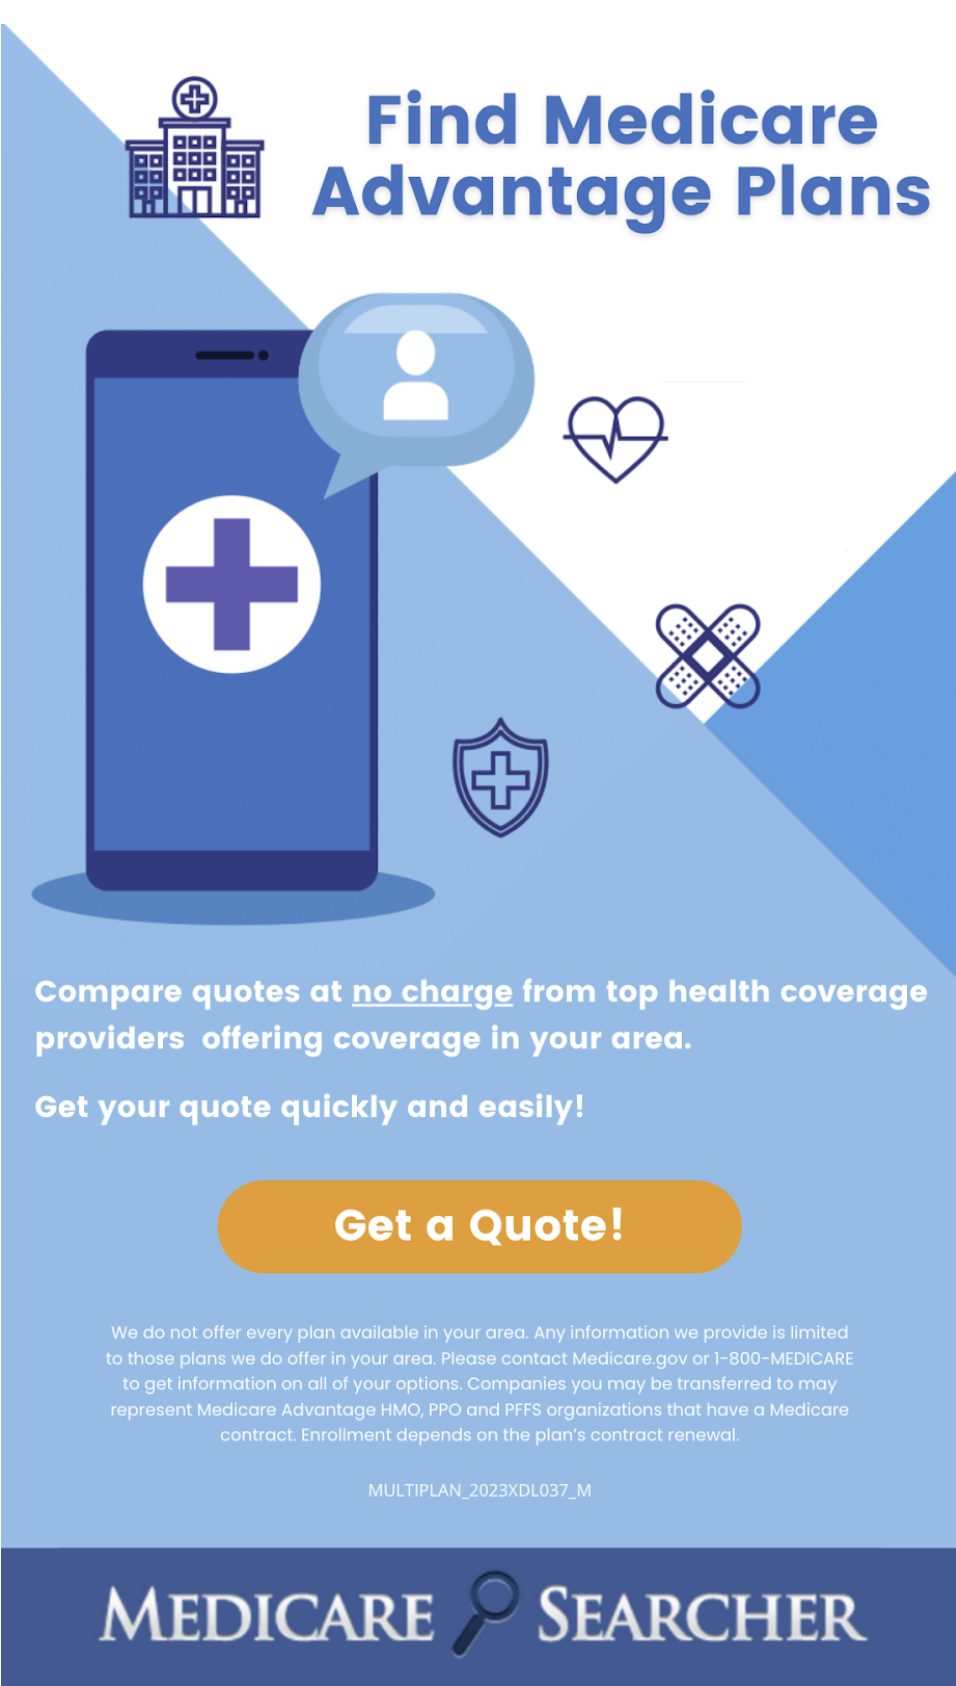 Find Medicare
Advantage Plans
Compare quotes at no charge from top health coverage
providers offering coverage in your area.
Get your quote quickly and easily!
Get a Quote!
We do not offer every plan available in your area. Any information we provide is limited
to those plans we do offer in your area. Please contact Medicare.gov or 1-800-MEDICARE
to get information on all of your options. Companies you may be transferred to may
represent Medicare Advantage HMO, PPO and PFFS organizations that have a Medicare
contract. Enrollment depends on the plan's contract renewal.
MULTIPLAN_2023XDL037_M
MEDICARE SEARCHER